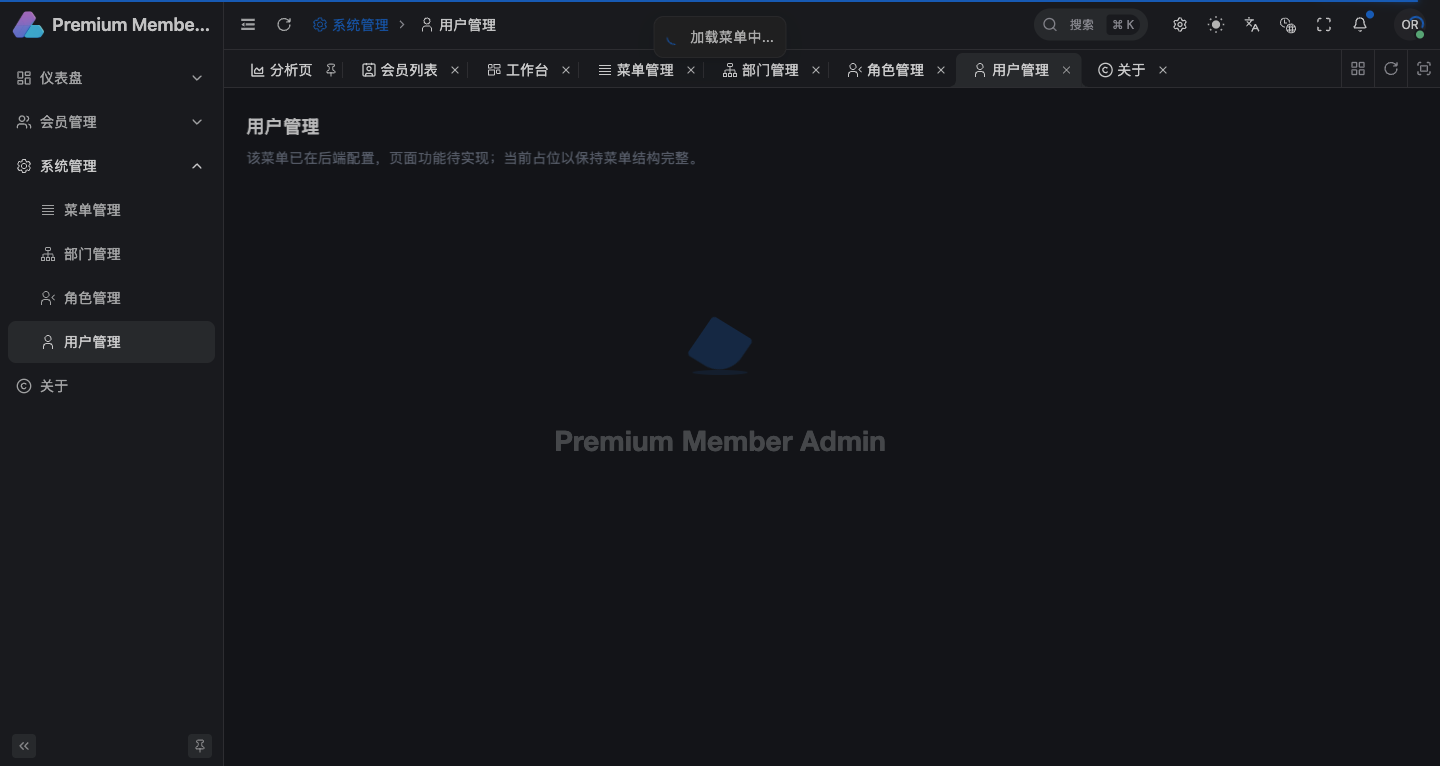 Premium Membe...
系统管理
用户管理
加载菜单中...
搜索
⌘ K
OR
仪表盘
会员管理
系统管理
菜单管理
部门管理
角色管理
用户管理
关于
分析页
会员列表
工作台
菜单管理
部门管理
角色管理
用户管理
关于
用户管理
该菜单已在后端配置，页面功能待实现；当前占位以保持菜单结构完整。
Premium Member Admin